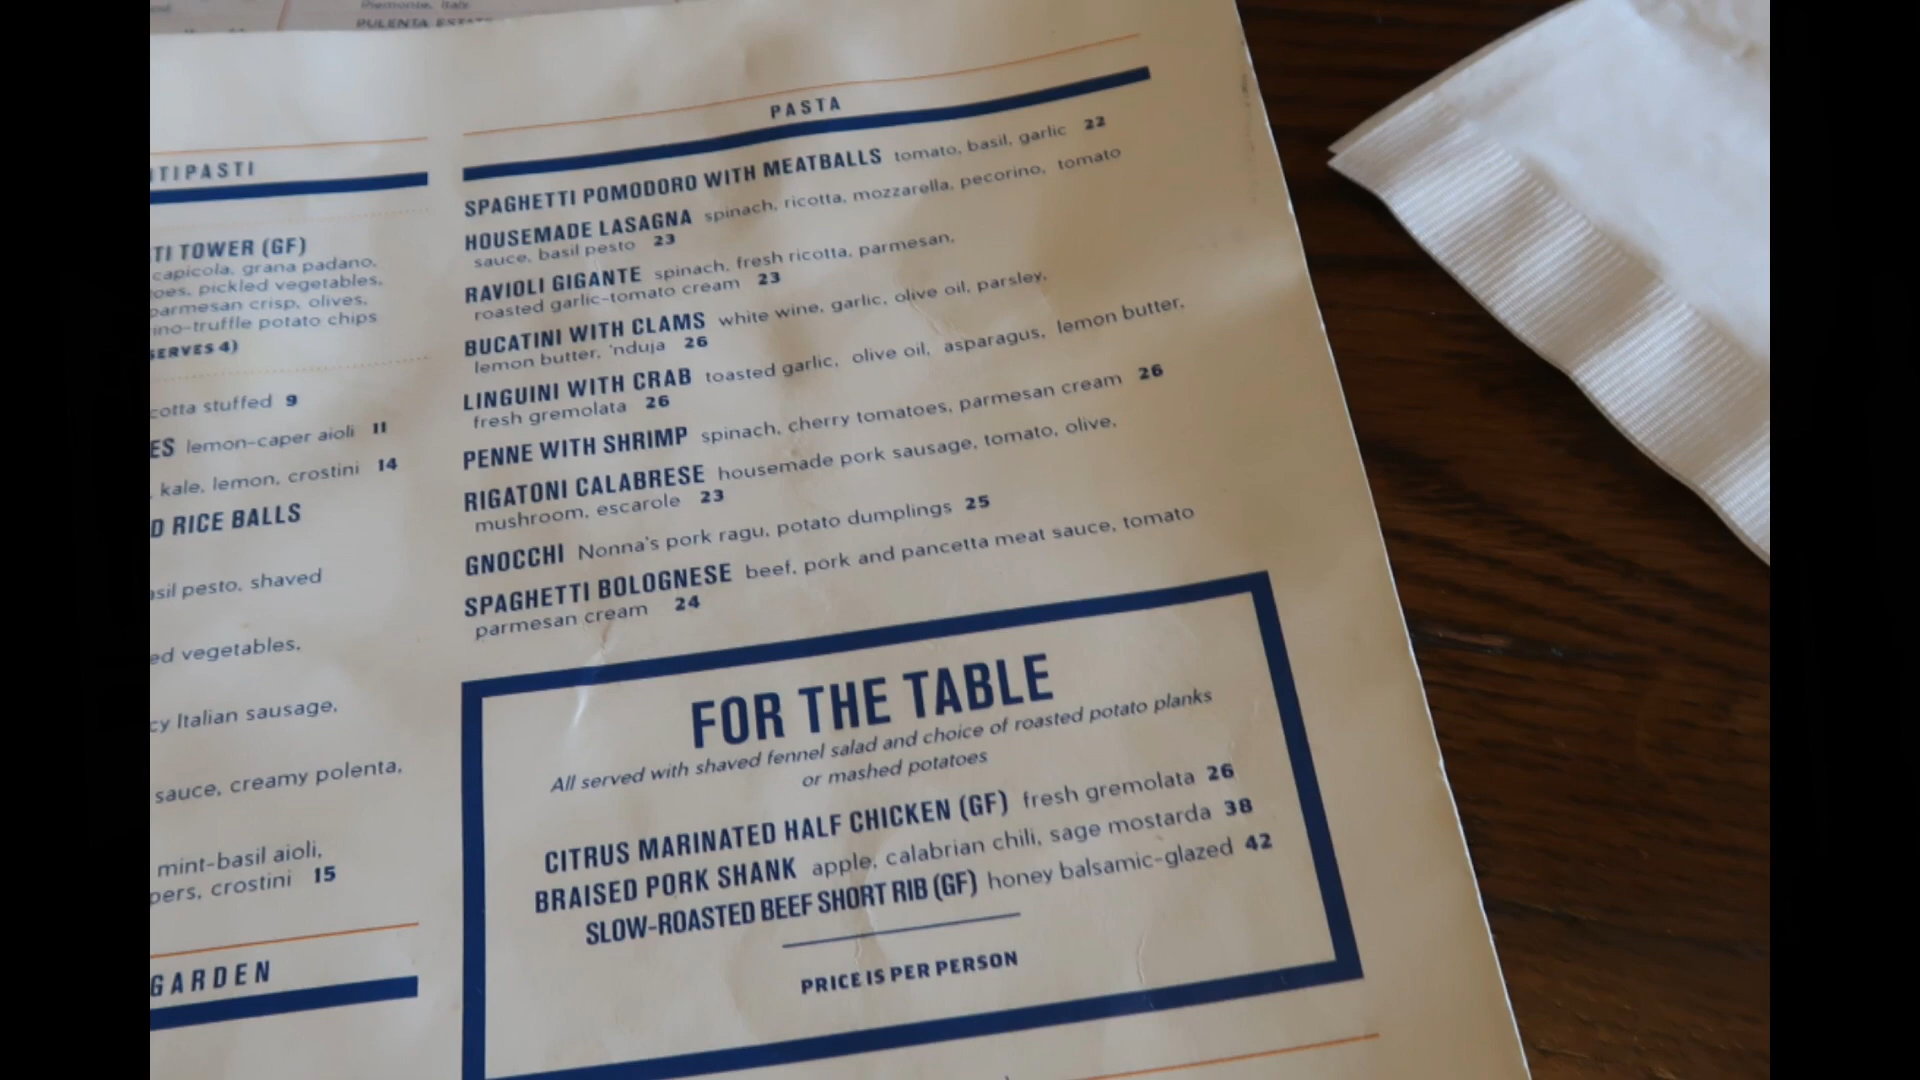 Piemonte, Italy
PULENTA
TIPASTI
TI TOWER (GF)
capicola, grana padano,
oes, pickled vegetables,
parmesan crisp, olives,
ino-truffle potato chips
SERVES 4)
cotta stuffed 9
ES lemon-caper aioli 11
, kale, lemon, crostini 14
D RICE BALLS
asil pesto, shaved
ed vegetables,
cy Italian sausage,
sauce, creamy polenta,
mint-basil aioli,
pers, crostini 15
GARDEN
PASTA
SPAGHETTI POMODORO WITH MEATBALLS tomato, basil, garlic 22
HOUSEMADE LASAGNA spinach, ricotta, mozzarella, pecorino, tomato
sauce, basil pesto 23
RAVIOLI GIGANTE spinach, fresh ricotta, parmesan,
roasted garlic-tomato cream 23
BUCATINI WITH CLAMS white wine, garlic, olive oil, parsley,
lemon butter, 'nduja 26
LINGUINI WITH CRAB toasted garlic, olive oil, asparagus, lemon butter,
fresh gremolata 26
PENNE WITH SHRIMP spinach, cherry tomatoes, parmesan cream 26
RIGATONI CALABRESE housemade pork sausage, tomato, olive,
mushroom, escarole 23
GNOCCHI Nonna's pork ragu, potato dumplings 25
SPAGHETTI BOLOGNESE beef, pork and pancetta meat sauce, tomato
parmesan cream 24
FOR THE TABLE
All served with shaved fennel salad and choice of roasted potato planks
or mashed potatoes
CITRUS MARINATED HALF CHICKEN (GF) fresh gremolata 26
BRAISED PORK SHANK apple, calabrian chili, sage mostarda 38
SLOW-ROASTED BEEF SHORT RIB (GF) honey balsamic-glazed 42
PRICE IS PER PERSON